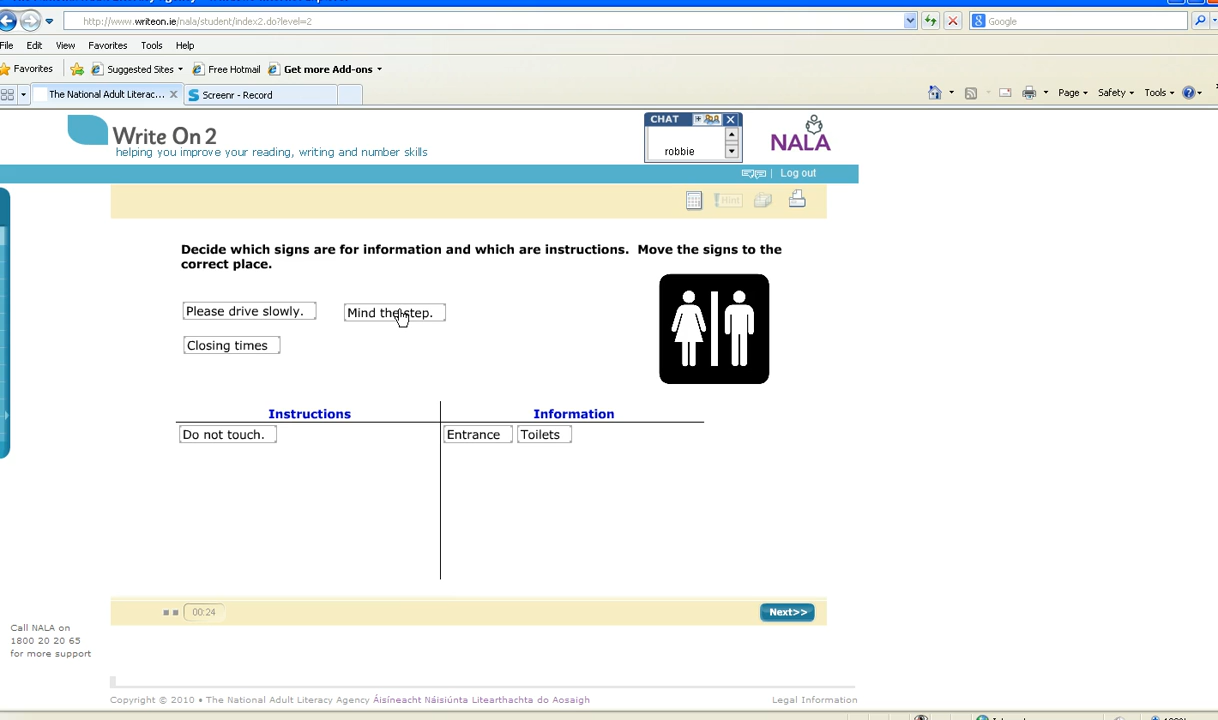 http://www.writeon.ie/nala/student/index2.do?level=2
Google
File Edit View Favorites Tools Help
Favorites Suggested Sites Free Hotmail Get more Add-ons
The National Adult Literac... Screenr - Record
Page Safety Tools
Write On 2
helping you improve your reading, writing and number skills
CHAT
robbie
NALA
Log out
Hint
Decide which signs are for information and which are instructions. Move the signs to the
correct place.
Please drive slowly. Mind the step.
Closing times
Instructions Information
Do not touch. Entrance Toilets
00:24 Next>>
Call NALA on
1800 20 20 65
for more support
Copyright © 2010 • The National Adult Literacy Agency Áisíneacht Náisiúnta Litearthachta do Aosaigh Legal Information